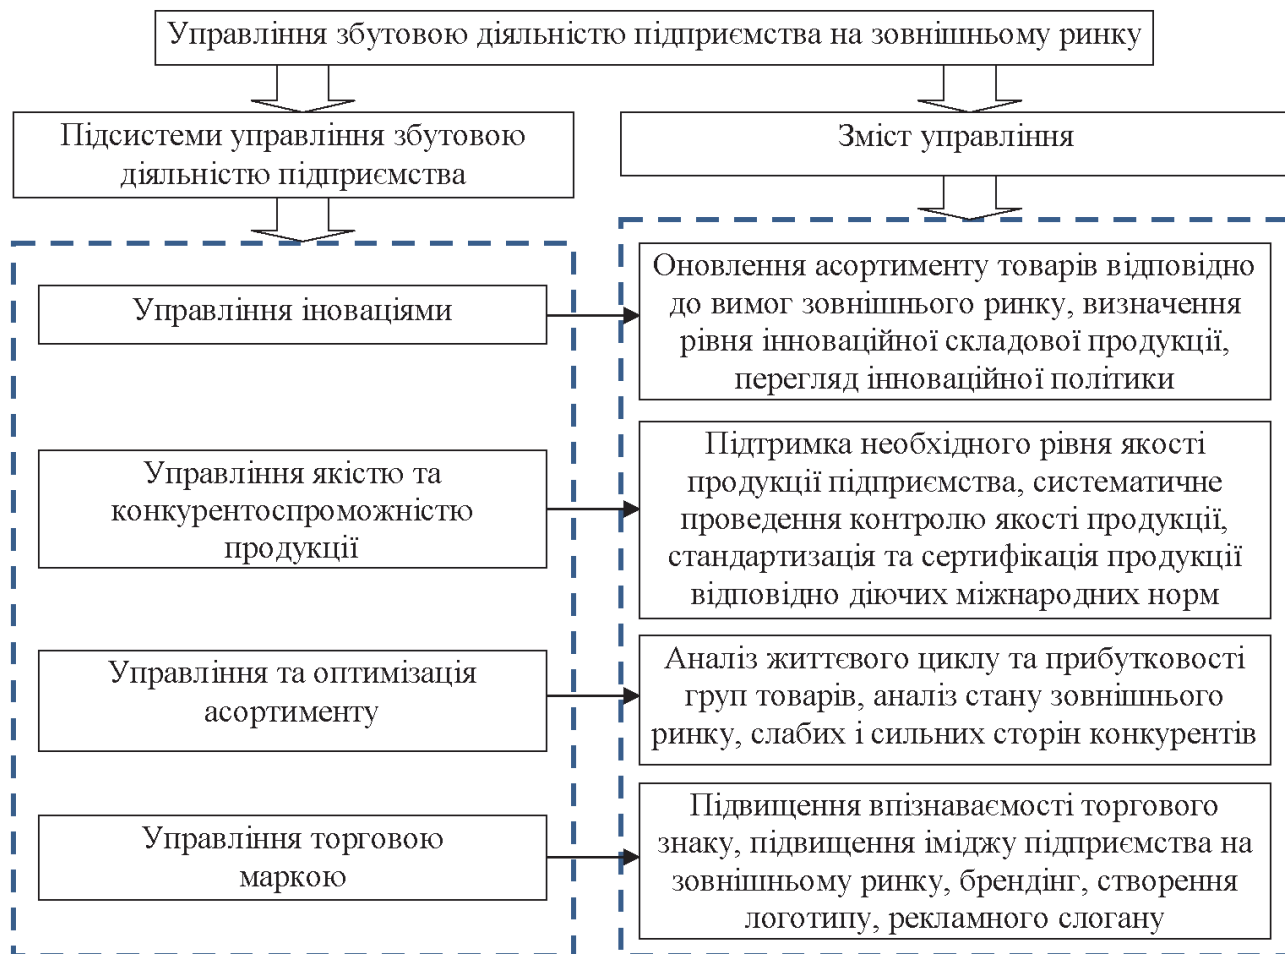 Управління збутовою діяльністю підприємства на зовнішньому ринку
Підсистеми управління збутовою
діяльністю підприємства
Зміст управління
Управління іноваціями
Оновлення асортименту товарів відповідно
до вимог зовнішнього ринку, визначення
рівня інноваційної складової продукції,
перегляд інноваційної політики
Управління якістю та
конкурентоспроможністю
продукції
Підтримка необхідного рівня якості
продукції підприємства, систематичне
проведення контролю якості продукції,
стандартизація та сертифікація продукції
відповідно діючих міжнародних норм
Управління та оптимізація
асортименту
Аналіз життєвого циклу та прибутковості
груп товарів, аналіз стану зовнішнього
ринку, слабих і сильних сторін конкурентів
Управління торговою
маркою
Підвищення впізнаваємості торгового
знаку, підвищення іміджу підприємства на
зовнішньому ринку, брендінг, створення
логотипу, рекламного слогану